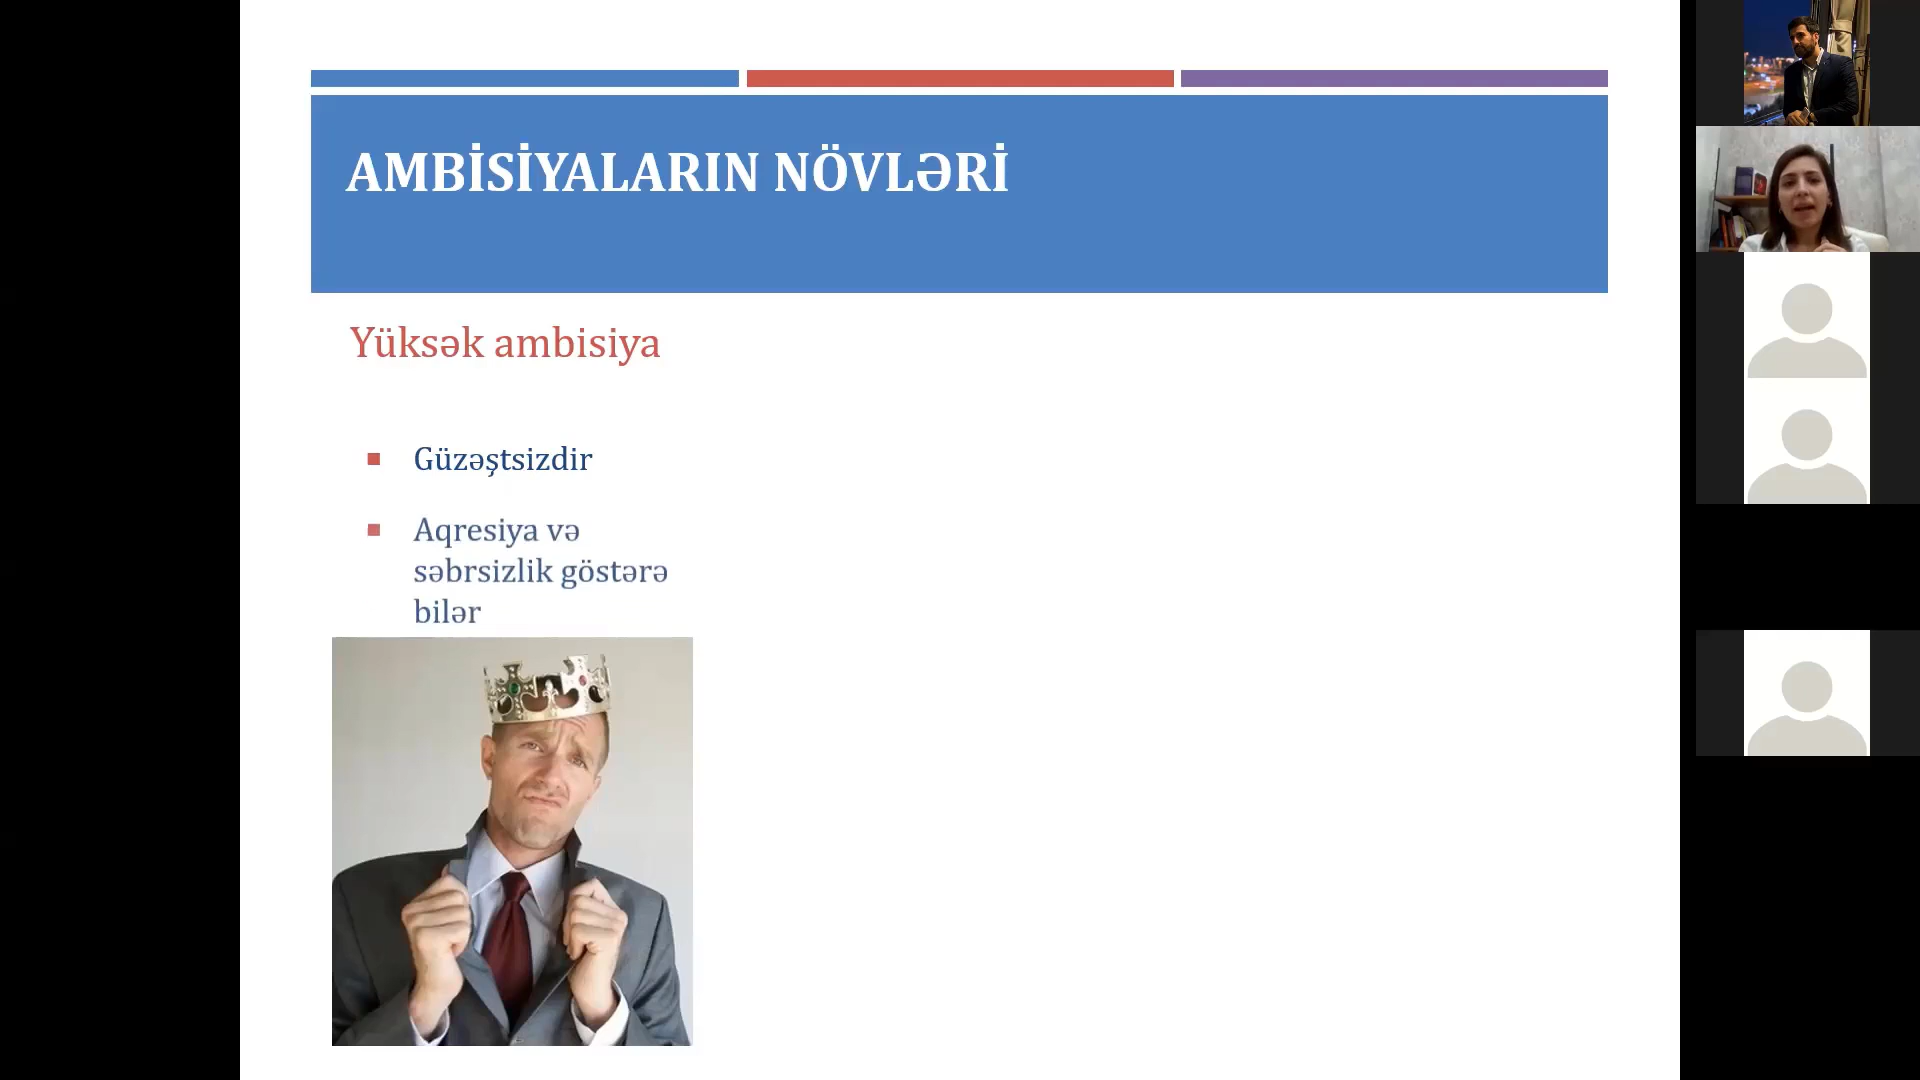 AMBİSİYALARIN NÖVLƏRİ
Yüksək ambisiya
Güzəştsizdir
Aqresiya və
səbrsizlik göstərə
bilər